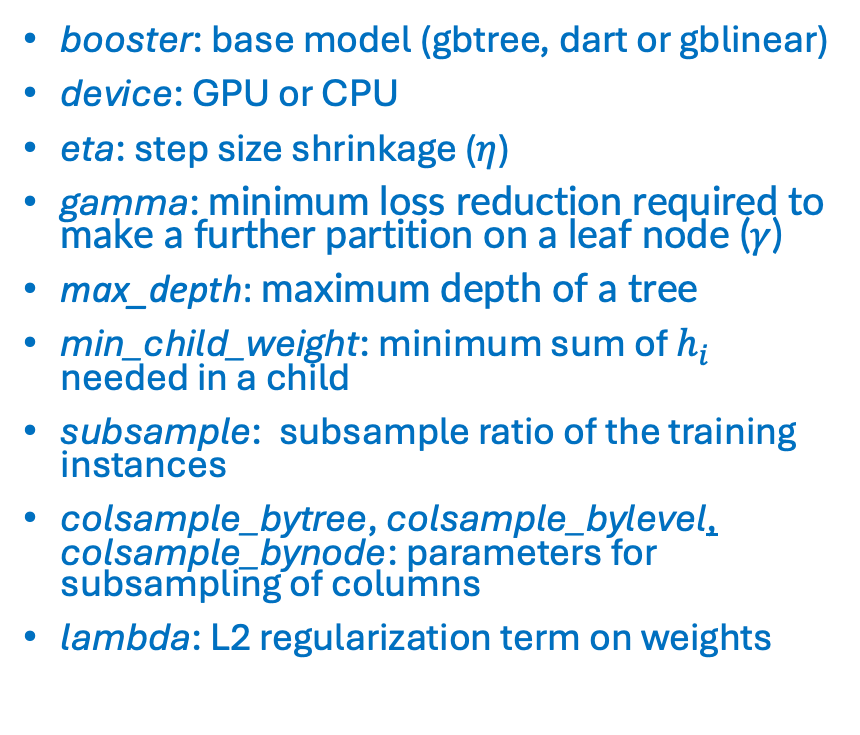 • booster: base model (gbtree, dart or gblinear)
• device: GPU or CPU
• eta: step size shrinkage (η)
• gamma: minimum loss reduction required to
make a further partition on a leaf node (γ)
• max_depth: maximum depth of a tree
• min_child_weight: minimum sum of hᵢ
needed in a child
• subsample:  subsample ratio of the training
instances
• colsample_bytree, colsample_bylevel,
colsample_bynode: parameters for
subsampling of columns
• lambda: L2 regularization term on weights